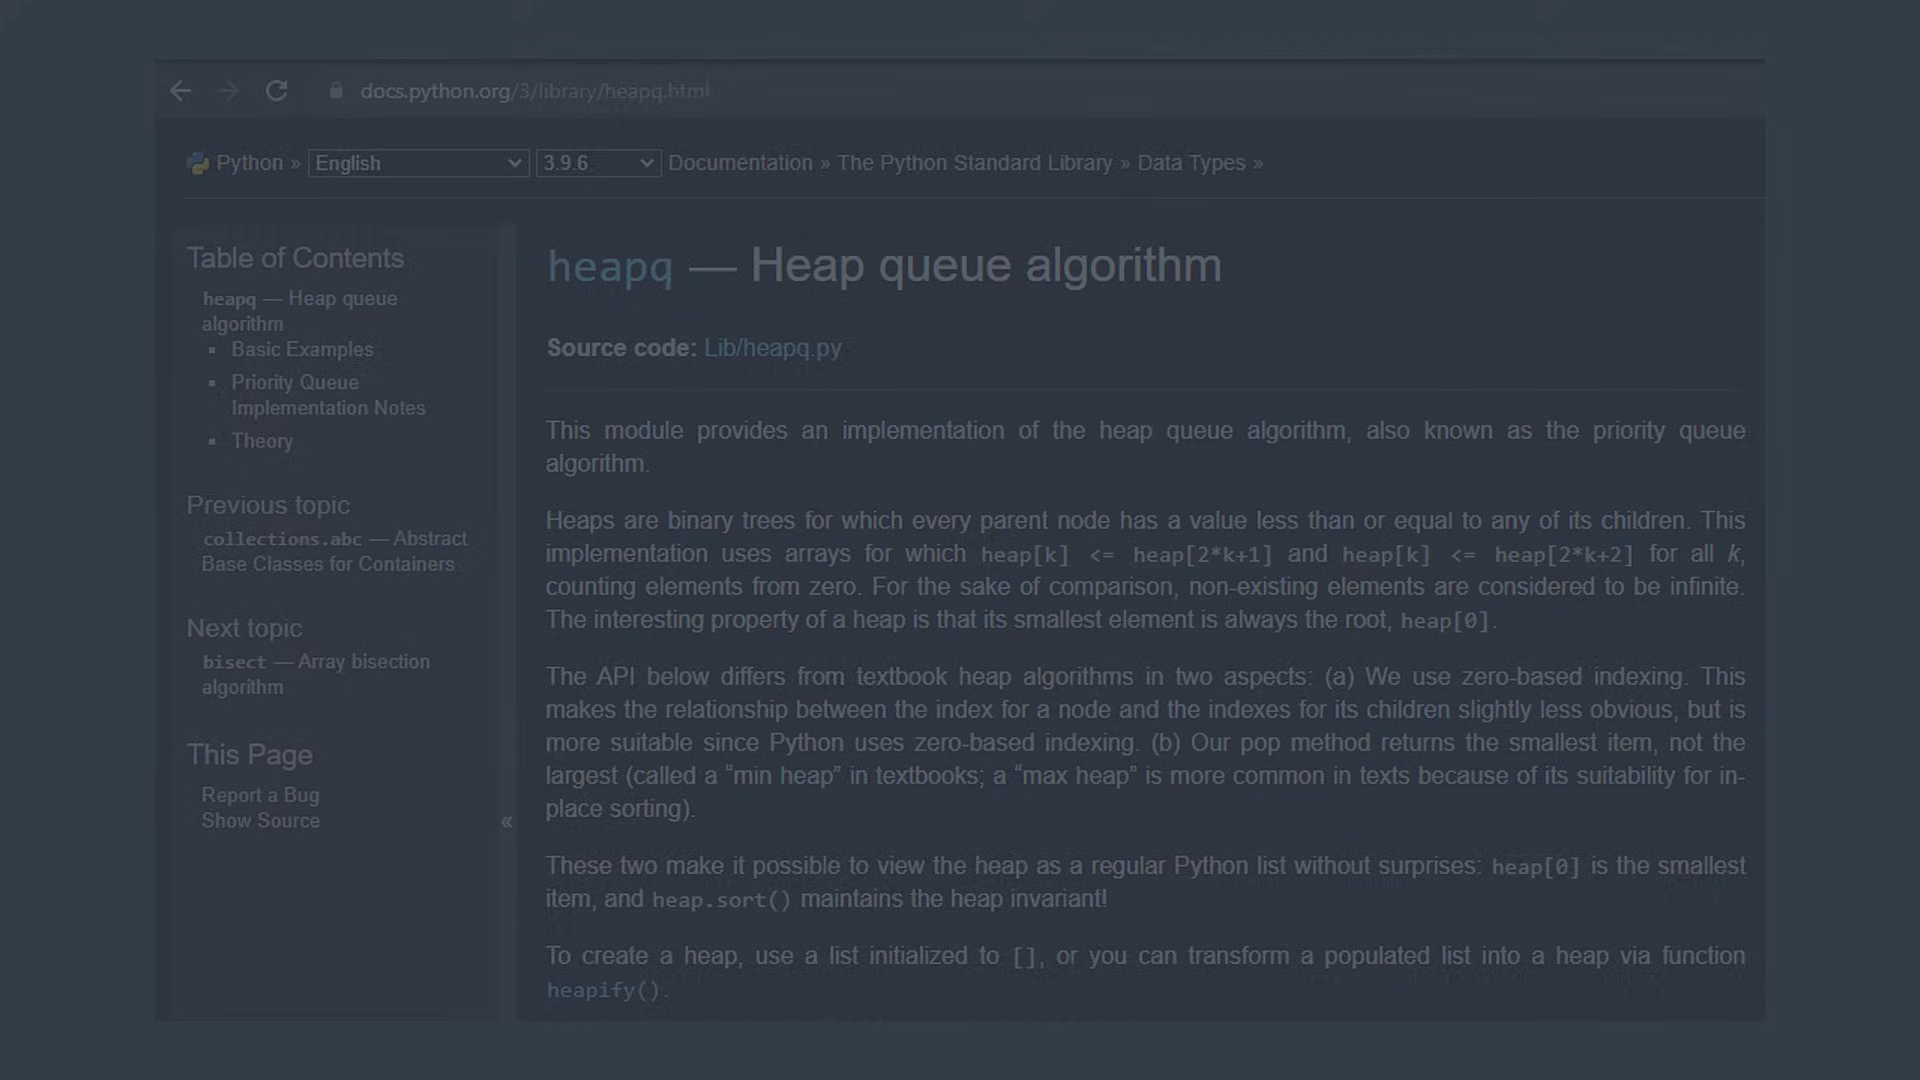 docs.python.org/3/library/heapq.html
Python » English 3.9.6 Documentation » The Python Standard Library » Data Types »
Table of Contents
heapq — Heap queue
algorithm
▪ Basic Examples
▪ Priority Queue
Implementation Notes
▪ Theory
Previous topic
collections.abc — Abstract
Base Classes for Containers
Next topic
bisect — Array bisection
algorithm
This Page
Report a Bug
Show Source
«
heapq — Heap queue algorithm
Source code: Lib/heapq.py
This module provides an implementation of the heap queue algorithm, also known as the priority queue
algorithm.
Heaps are binary trees for which every parent node has a value less than or equal to any of its children. This
implementation uses arrays for which heap[k] <= heap[2*k+1] and heap[k] <= heap[2*k+2] for all k,
counting elements from zero. For the sake of comparison, non-existing elements are considered to be infinite.
The interesting property of a heap is that its smallest element is always the root, heap[0].
The API below differs from textbook heap algorithms in two aspects: (a) We use zero-based indexing. This
makes the relationship between the index for a node and the indexes for its children slightly less obvious, but is
more suitable since Python uses zero-based indexing. (b) Our pop method returns the smallest item, not the
largest (called a “min heap” in textbooks; a “max heap” is more common in texts because of its suitability for in-
place sorting).
These two make it possible to view the heap as a regular Python list without surprises: heap[0] is the smallest
item, and heap.sort() maintains the heap invariant!
To create a heap, use a list initialized to [], or you can transform a populated list into a heap via function
heapify().